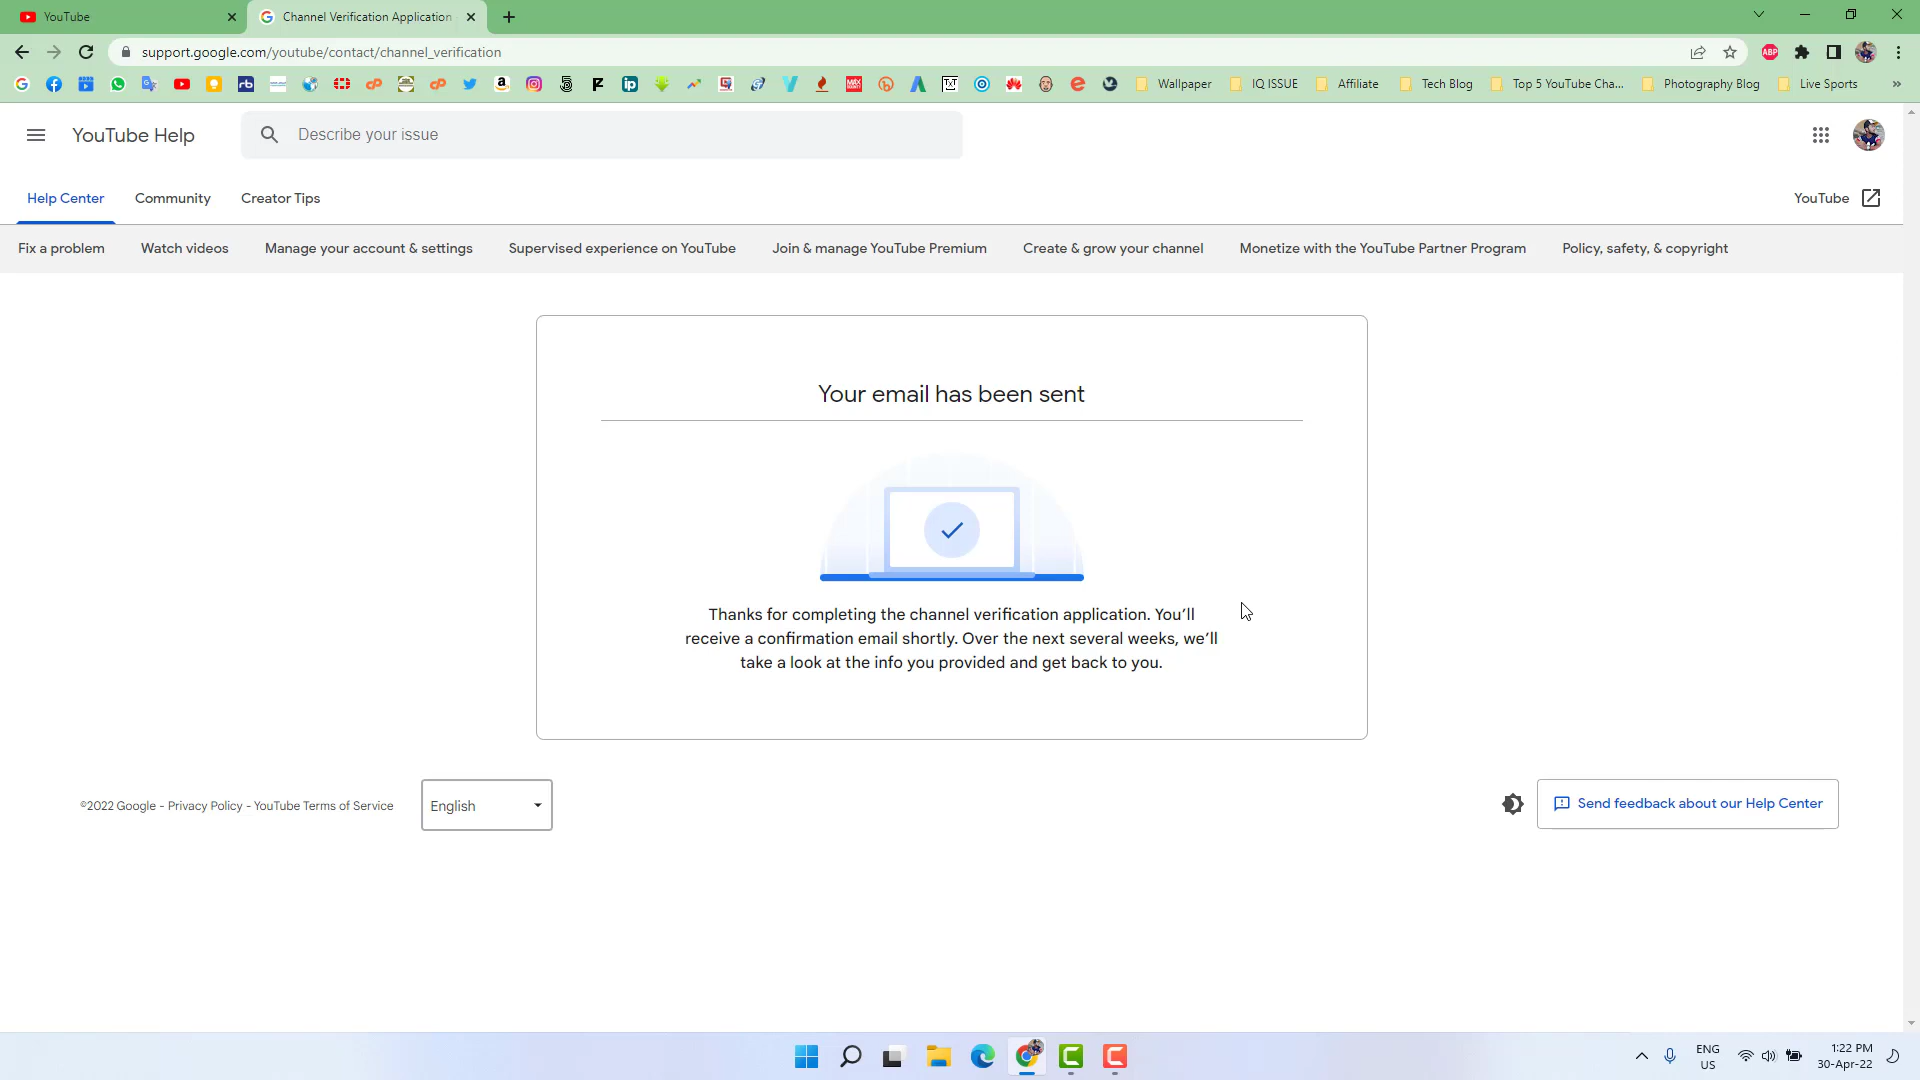 YouTube
Channel Verification Application
support.google.com/youtube/contact/channel_verification
ABP
Wallpaper
IQ ISSUE
Affiliate
Tech Blog
Top 5 YouTube Cha...
Photography Blog
Live Sports
YouTube Help
Describe your issue
Help Center
Community
Creator Tips
YouTube
Fix a problem
Watch videos
Manage your account & settings
Supervised experience on YouTube
Join & manage YouTube Premium
Create & grow your channel
Monetize with the YouTube Partner Program
Policy, safety, & copyright
Your email has been sent
Thanks for completing the channel verification application. You'll
receive a confirmation email shortly. Over the next several weeks, we'll
take a look at the info you provided and get back to you.
©2022 Google - Privacy Policy - YouTube Terms of Service
English
Send feedback about our Help Center
ENG
US
1:22 PM
30-Apr-22